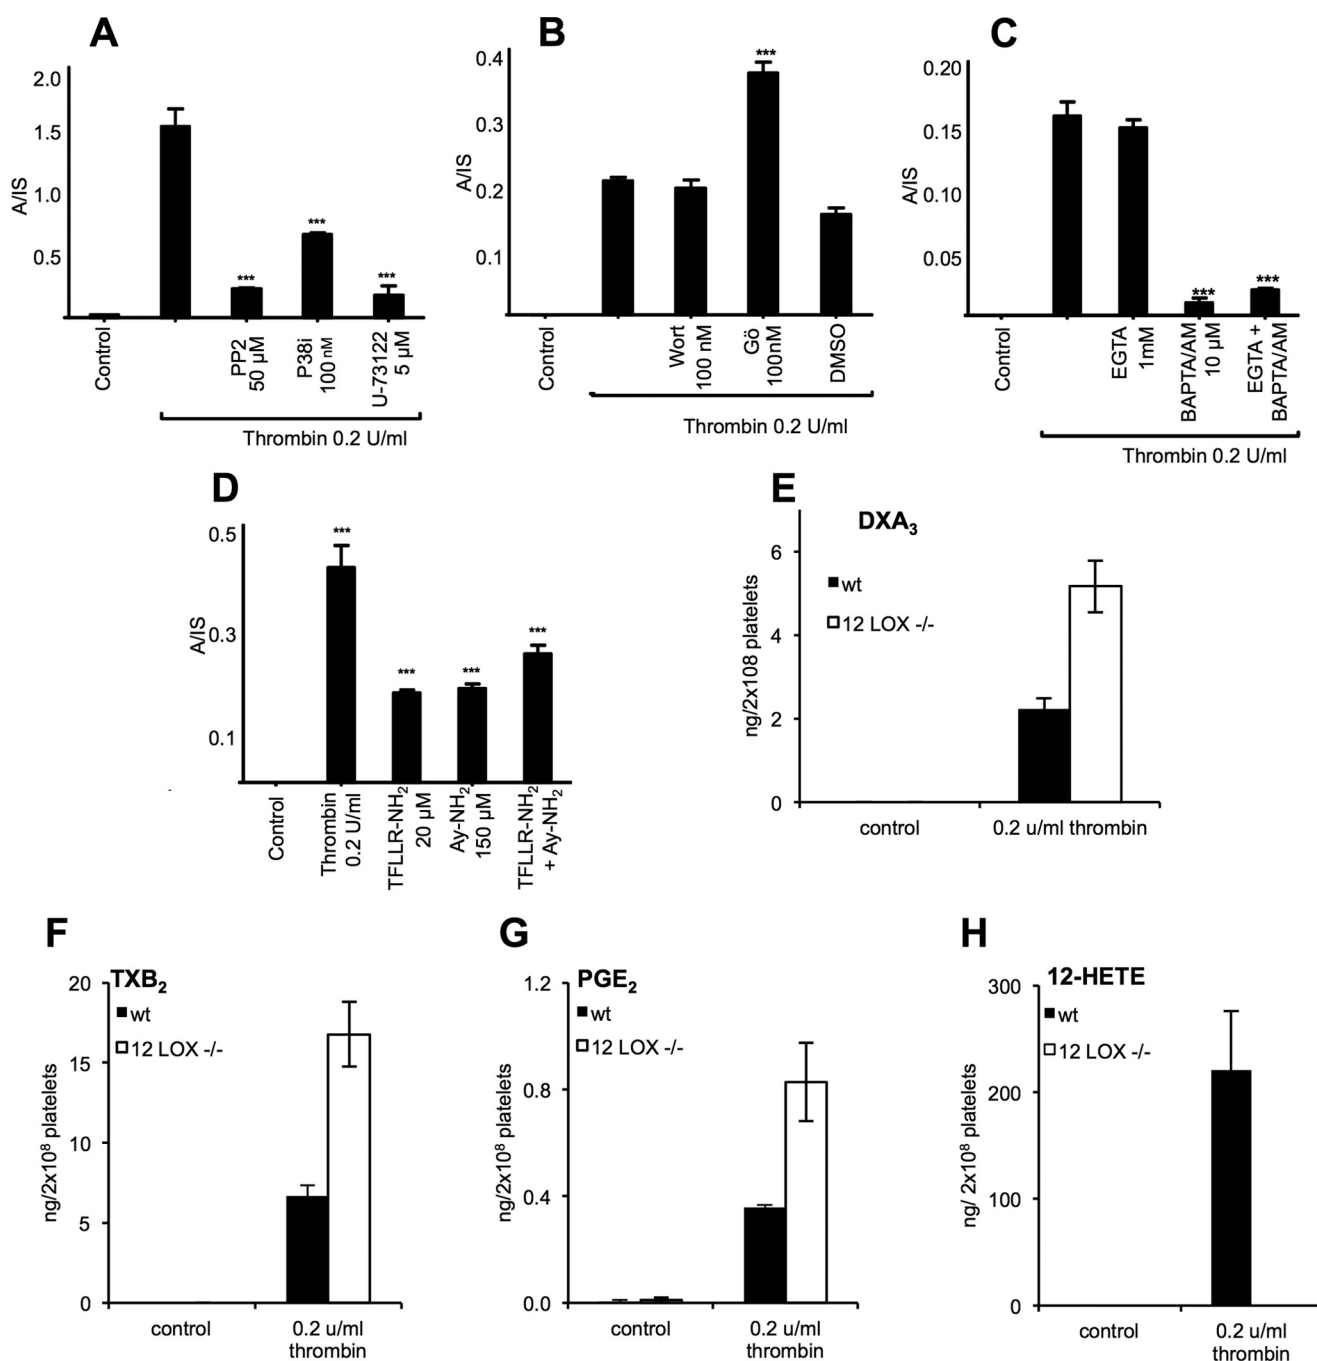 A
A/IS
2.0
1.5
1.0
0.5
***
***
***
Control
PP2
50 µM
P38i
100 nM
U-73122
5 µM
Thrombin 0.2 U/ml
B
A/IS
0.4
0.3
0.2
0.1
***
Control
Wort
100 nM
Gö
100nM
DMSO
Thrombin 0.2 U/ml
C
A/IS
0.20
0.15
0.10
0.05
***
***
Control
EGTA
1mM
BAPTA/AM
10 µM
EGTA +
BAPTA/AM
Thrombin 0.2 U/ml
D
A/IS
0.5
0.3
0.1
***
***
***
***
Control
Thrombin
0.2 U/ml
TFLLR-NH2
20 µM
Ay-NH2
150 µM
TFLLR-NH2
+ Ay-NH2
E
DXA3
ng/2x108 platelets
6
4
2
0
wt
12 LOX -/-
control
0.2 u/ml thrombin
F
TXB2
ng/2x10⁸ platelets
20
15
10
5
0
wt
12 LOX -/-
control
0.2 u/ml
thrombin
G
PGE2
ng/2x10⁸ platelets
1.2
0.8
0.4
0.0
wt
12 LOX -/-
control
0.2 u/ml
thrombin
H
12-HETE
ng/ 2x10⁸ platelets
300
200
100
0
wt
12 LOX -/-
control
0.2 u/ml
thrombin